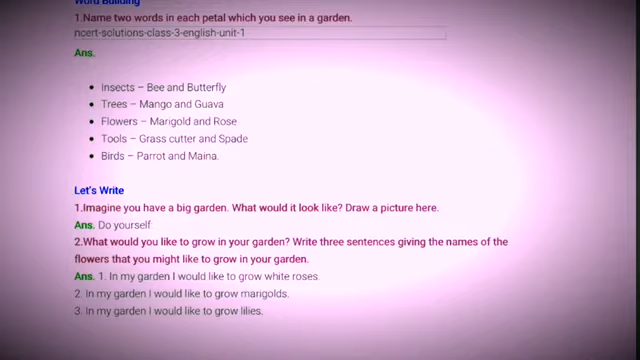 Word Building
1.Name two words in each petal which you see in a garden.
ncert-solutions-class-3-english-unit-1
Ans.
Insects – Bee and Butterfly
Trees – Mango and Guava
Flowers – Marigold and Rose
Tools – Grass cutter and Spade
Birds – Parrot and Maina.
Let's Write
1.Imagine you have a big garden. What would it look like? Draw a picture here.
Ans. Do yourself
2.What would you like to grow in your garden? Write three sentences giving the names of the
flowers that you might like to grow in your garden.
Ans. 1. In my garden I would like to grow white roses.
2. In my garden I would like to grow marigolds.
3. In my garden I would like to grow lilies.